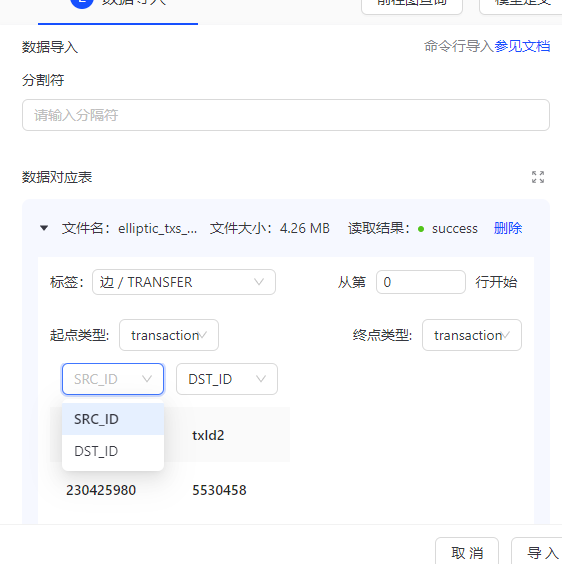 2 数据导入
前往图查询
模型定义
数据导入
命令行导入参见文档
分割符
请输入分隔符
数据对应表
文件名: elliptic_txs_... 文件大小: 4.26 MB 读取结果: success 删除
标签: 边 / TRANSFER 从第 0 行开始
起点类型: transaction 终点类型: transaction
SRC_ID DST_ID
SRC_ID txId2
DST_ID
230425980 5530458
取 消 导 入